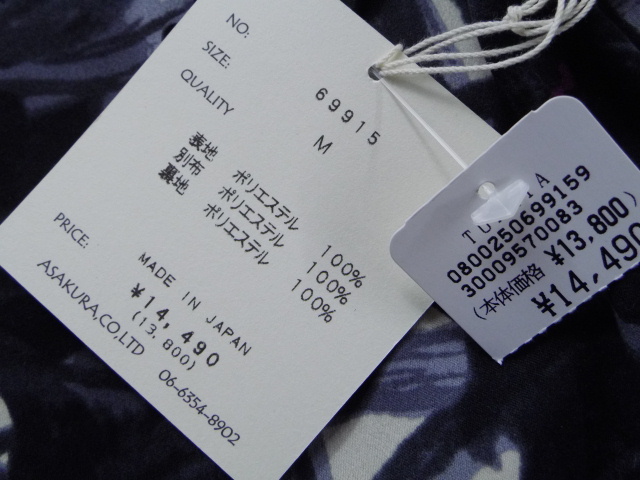 NO: 69915
SIZE: M
QUALITY
表地 ポリエステル 100%
別布 ポリエステル 100%
裏地 ポリエステル 100%
MADE IN JAPAN
PRICE: ¥14,490
(13,800)
ASAKURA,CO,LTD 06-6354-8902
0800250699159
30009570083
(本体価格 ¥13,800)
¥14,490